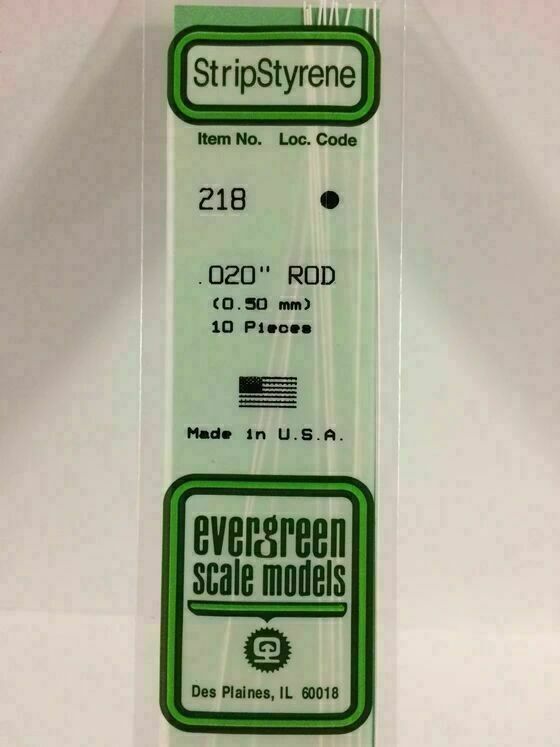 StripStyrene
Item No. Loc. Code
218
.020" ROD
(0.50 mm)
10 Pieces
Made in U.S.A.
evergreen
scale models
Des Plaines, IL 60018